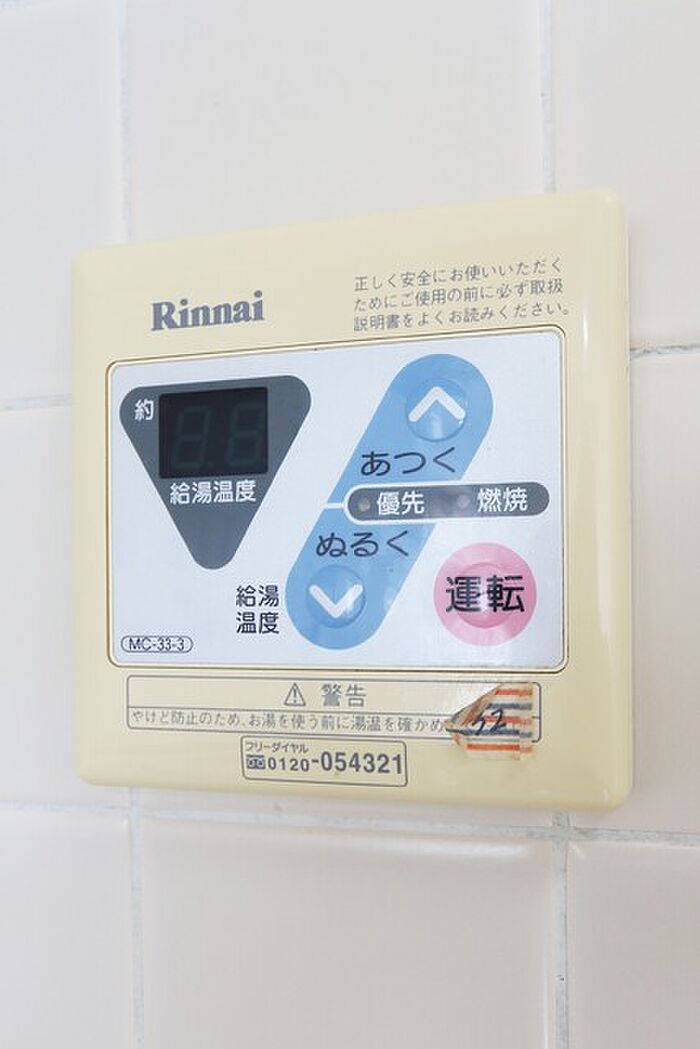 Rinnai
正しく安全にお使いいただく
ためにご使用の前に必ず取扱
説明書をよくお読みください。
約
給湯温度
あつく
優先 燃焼
ぬるく
給湯
温度
運転
MC-33-3
警告
やけど防止のため、お湯を使う前に湯温を確かめ
フリーダイヤル
0120-054321